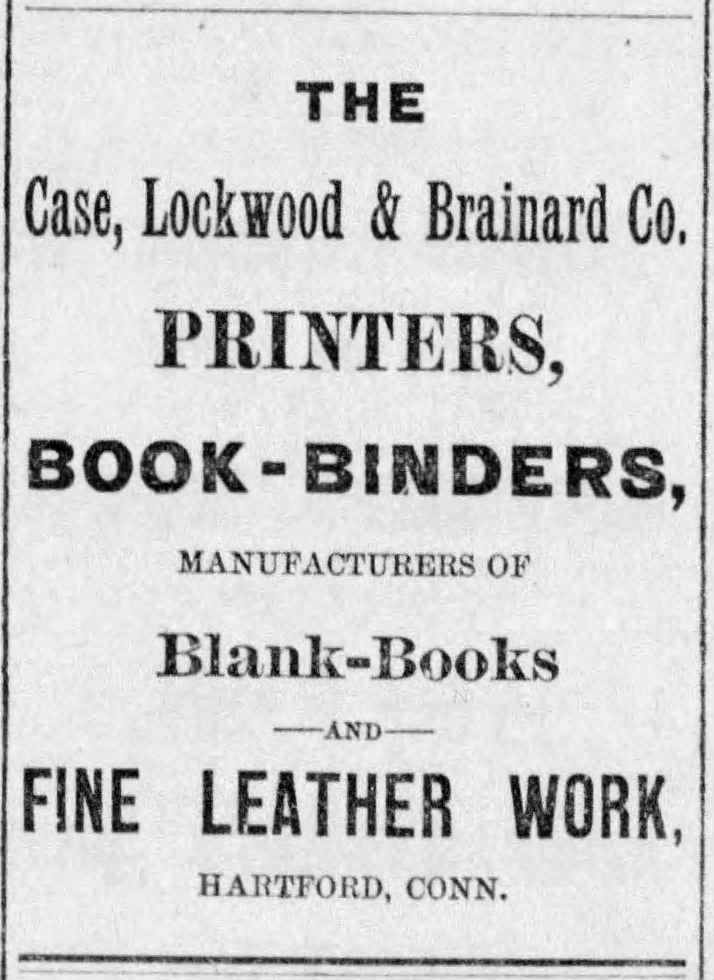 THE
Case, Lockwood & Brainard Co.
PRINTERS,
BOOK-BINDERS,
MANUFACTURERS OF
Blank-Books
—AND—
FINE LEATHER WORK,
HARTFORD, CONN.